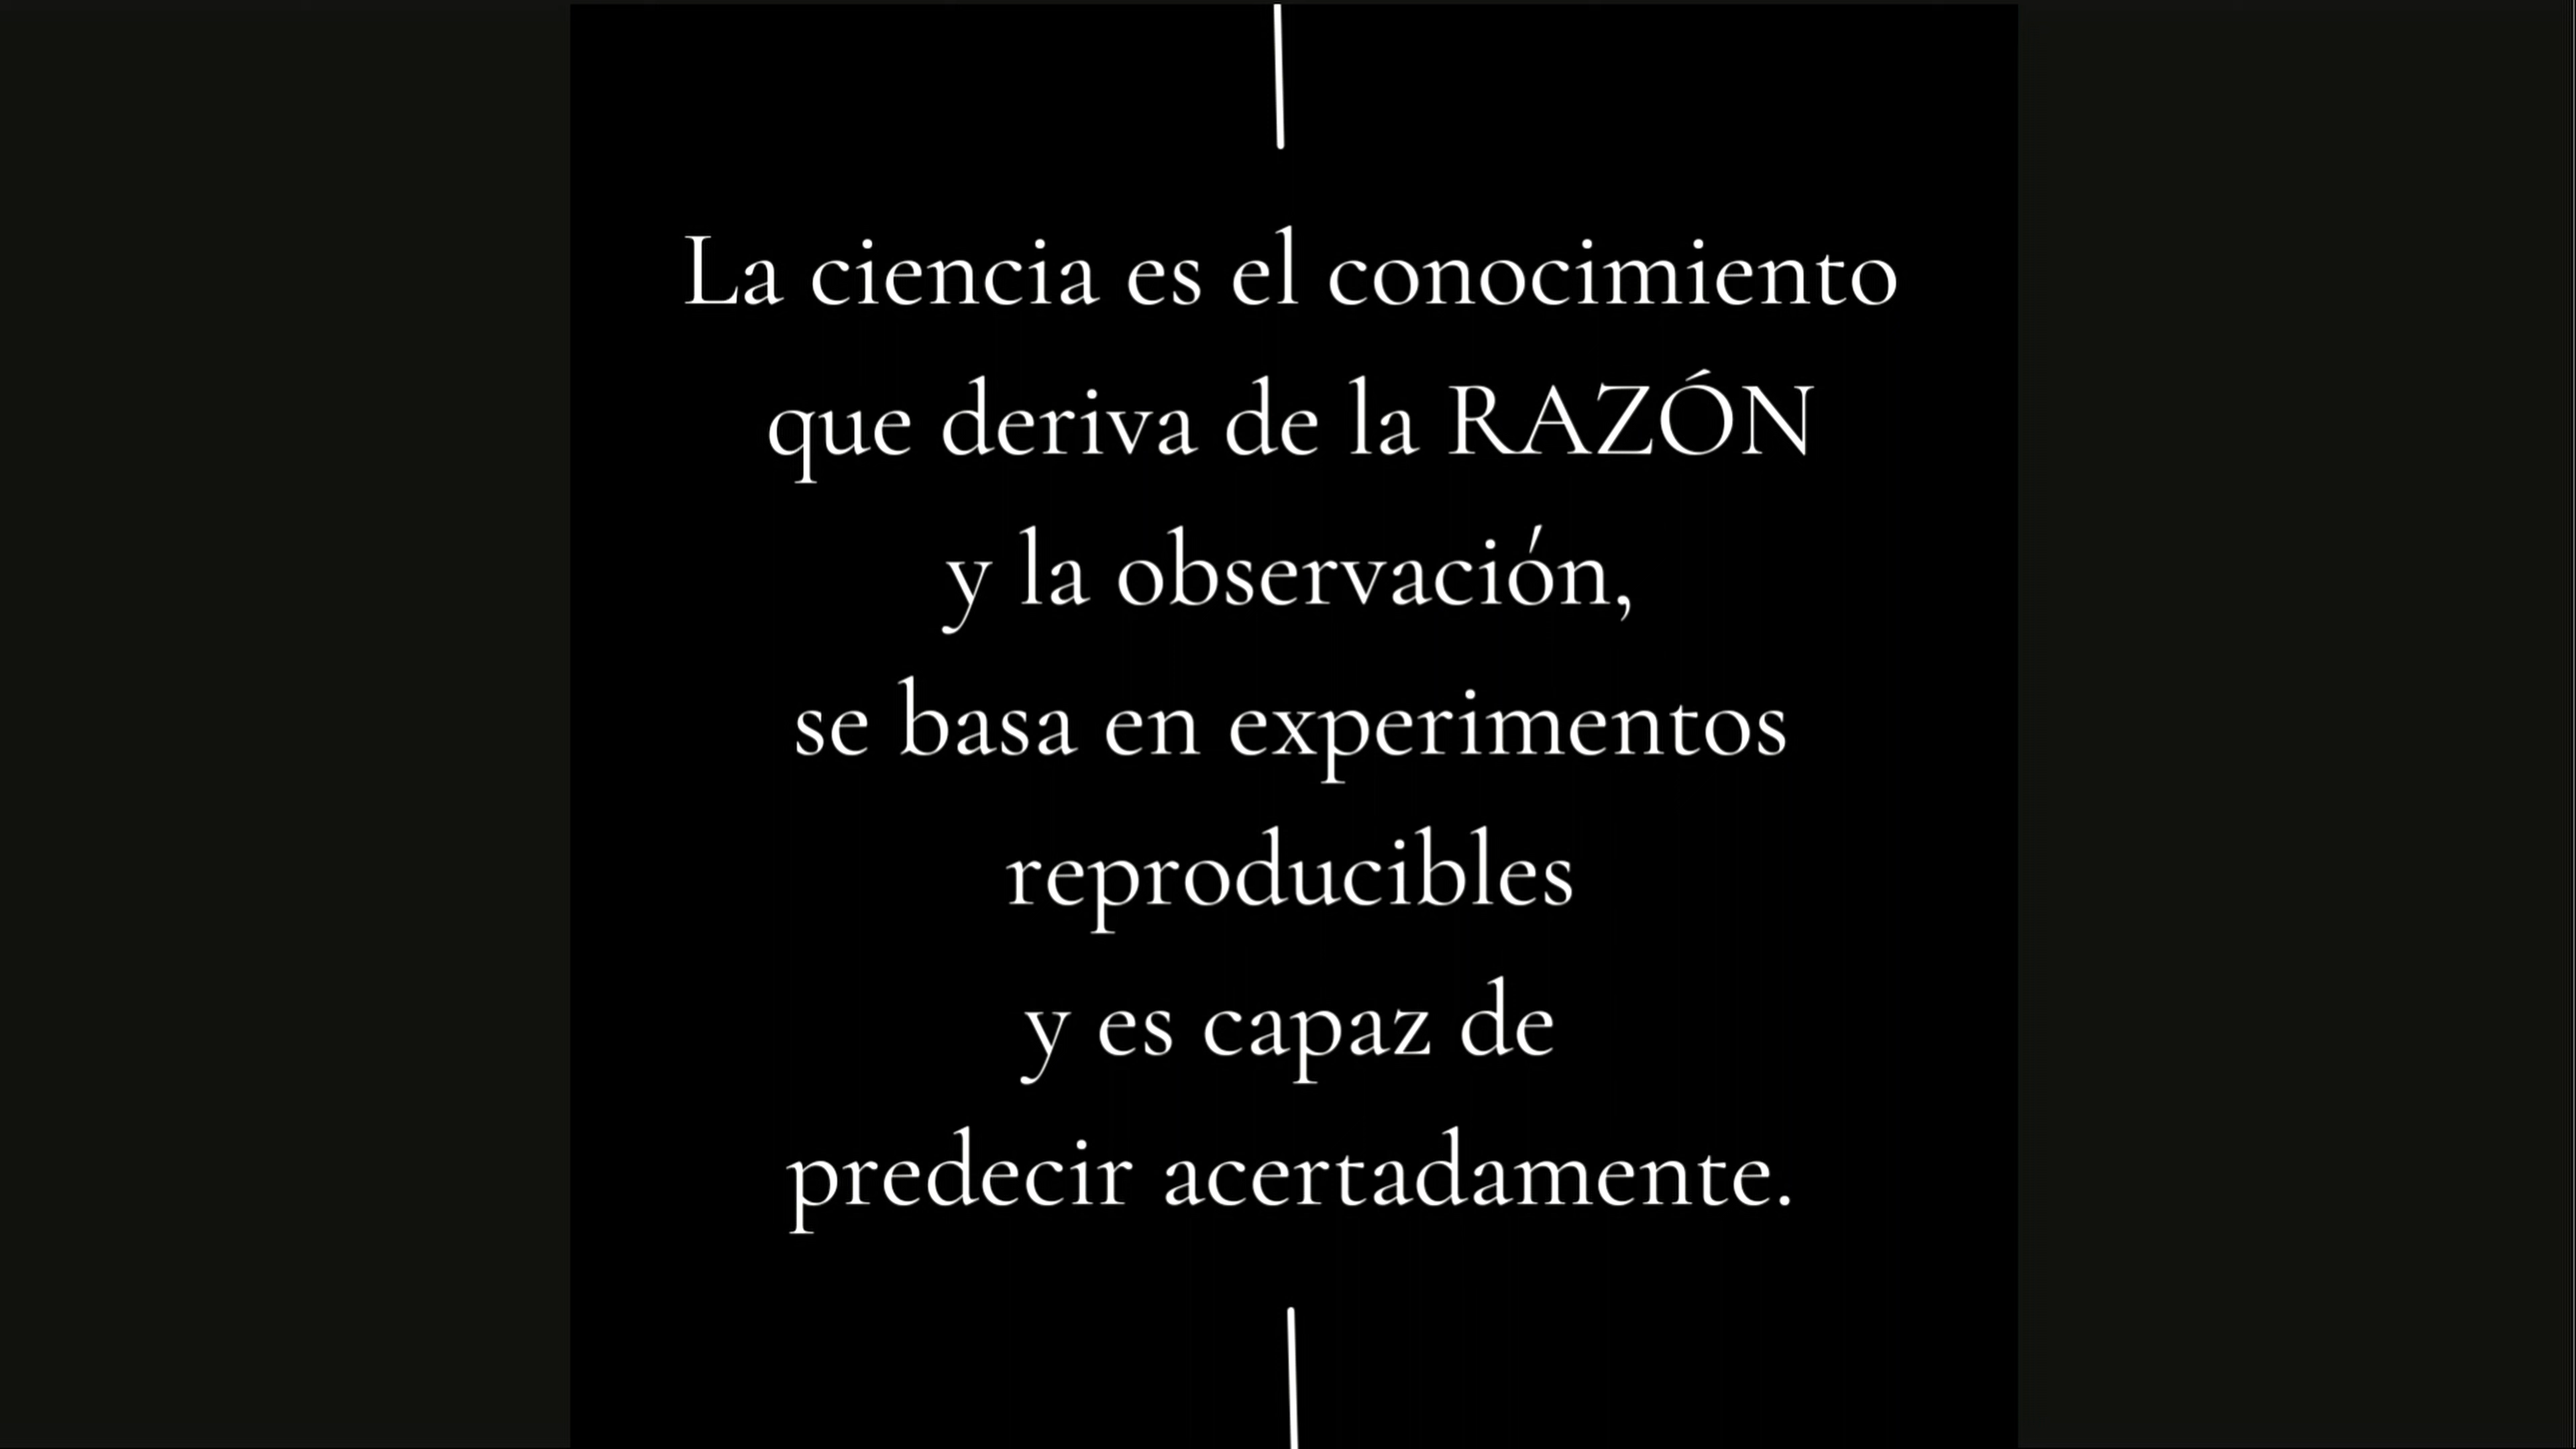 La ciencia es el conocimiento
que deriva de la RAZÓN
y la observación,
se basa en experimentos
reproducibles
y es capaz de
predecir acertadamente.